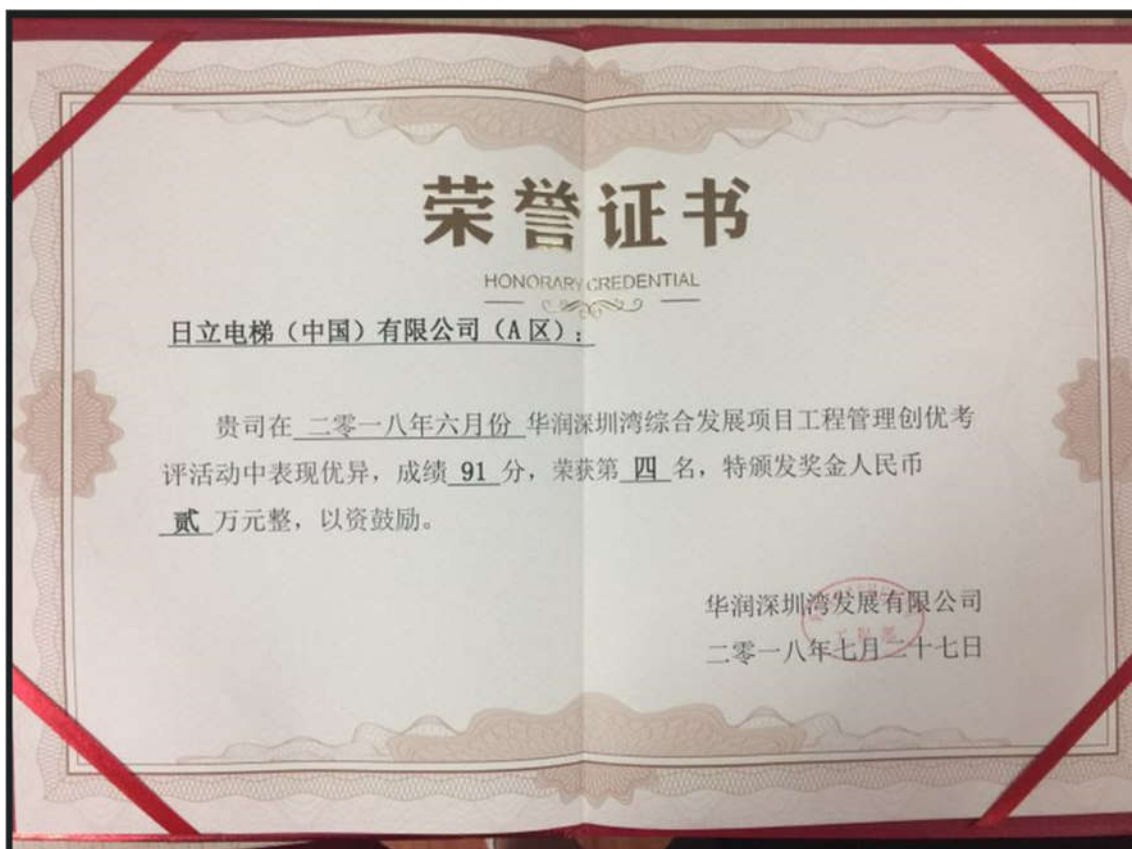 荣誉证书
HONORARY CREDENTIAL
日立电梯（中国）有限公司（A区）：
贵司在 二零一八年六月份 华润深圳湾综合发展项目工程管理创优考
评活动中表现优异，成绩 91 分，荣获第 四 名，特颁发奖金人民币
贰 万元整，以资鼓励。
华润深圳湾发展有限公司
工程部
二零一八年七月二十七日